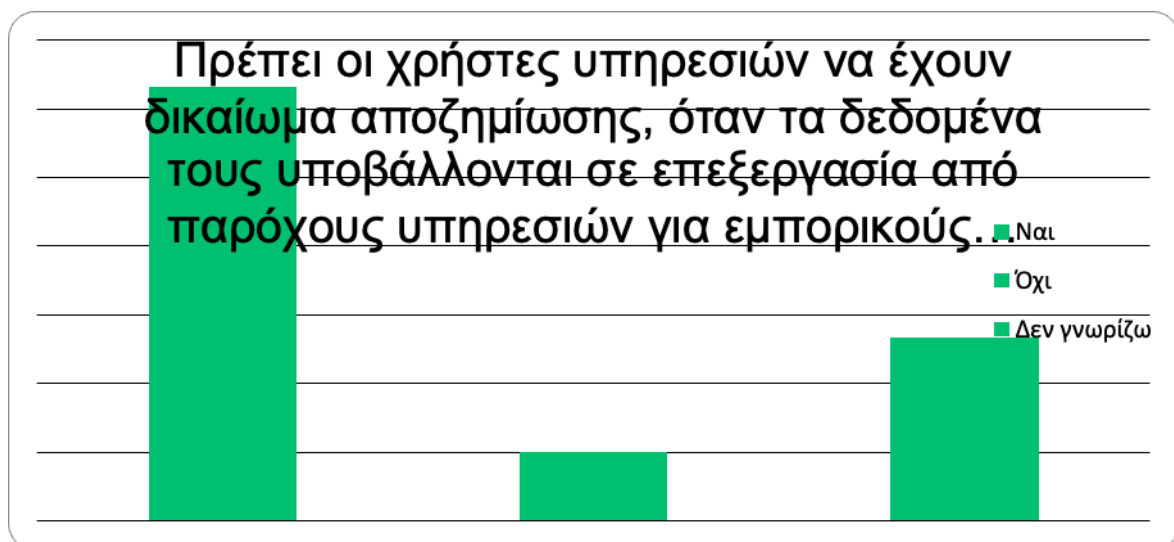 Πρέπει οι χρήστες υπηρεσιών να έχουν
δικαίωμα αποζημίωσης, όταν τα δεδομένα
τους υποβάλλονται σε επεξεργασία από
παρόχους υπηρεσιών για εμπορικούς...
Ναι
Όχι
Δεν γνωρίζω